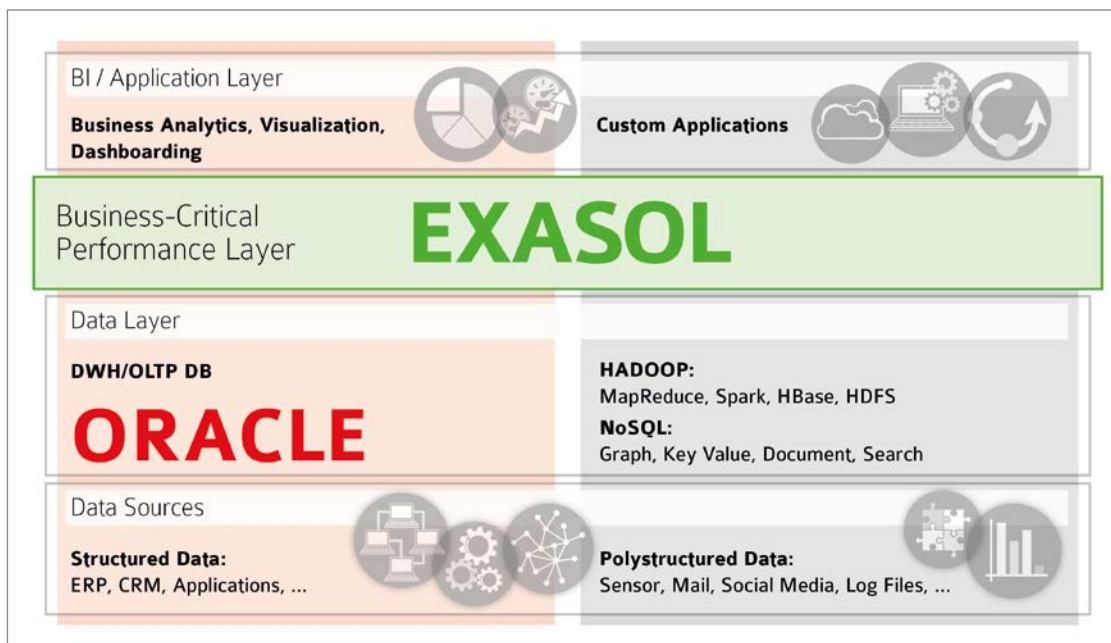 BI / Application Layer
Business Analytics, Visualization,
Dashboarding
Custom Applications
Business-Critical
Performance Layer
EXASOL
Data Layer
DWH/OLTP DB
ORACLE
HADOOP:
MapReduce, Spark, HBase, HDFS
NoSQL:
Graph, Key Value, Document, Search
Data Sources
Structured Data:
ERP, CRM, Applications, ...
Polystructured Data:
Sensor, Mail, Social Media, Log Files, ...